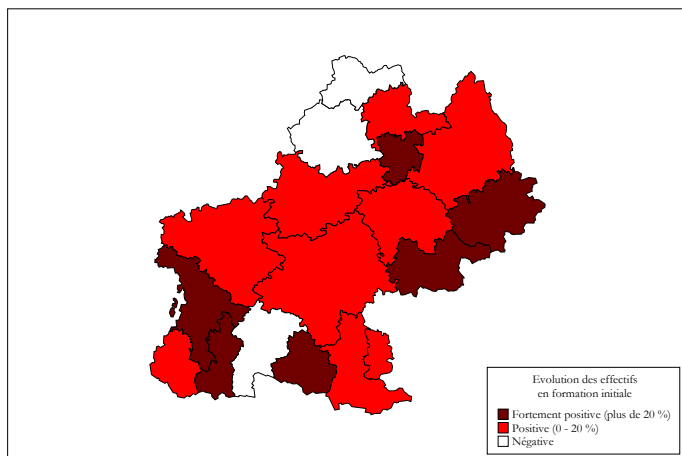 Evolution des effectifs
en formation initiale
Fortement positive (plus de 20 %)
Positive (0 - 20 %)
Négative